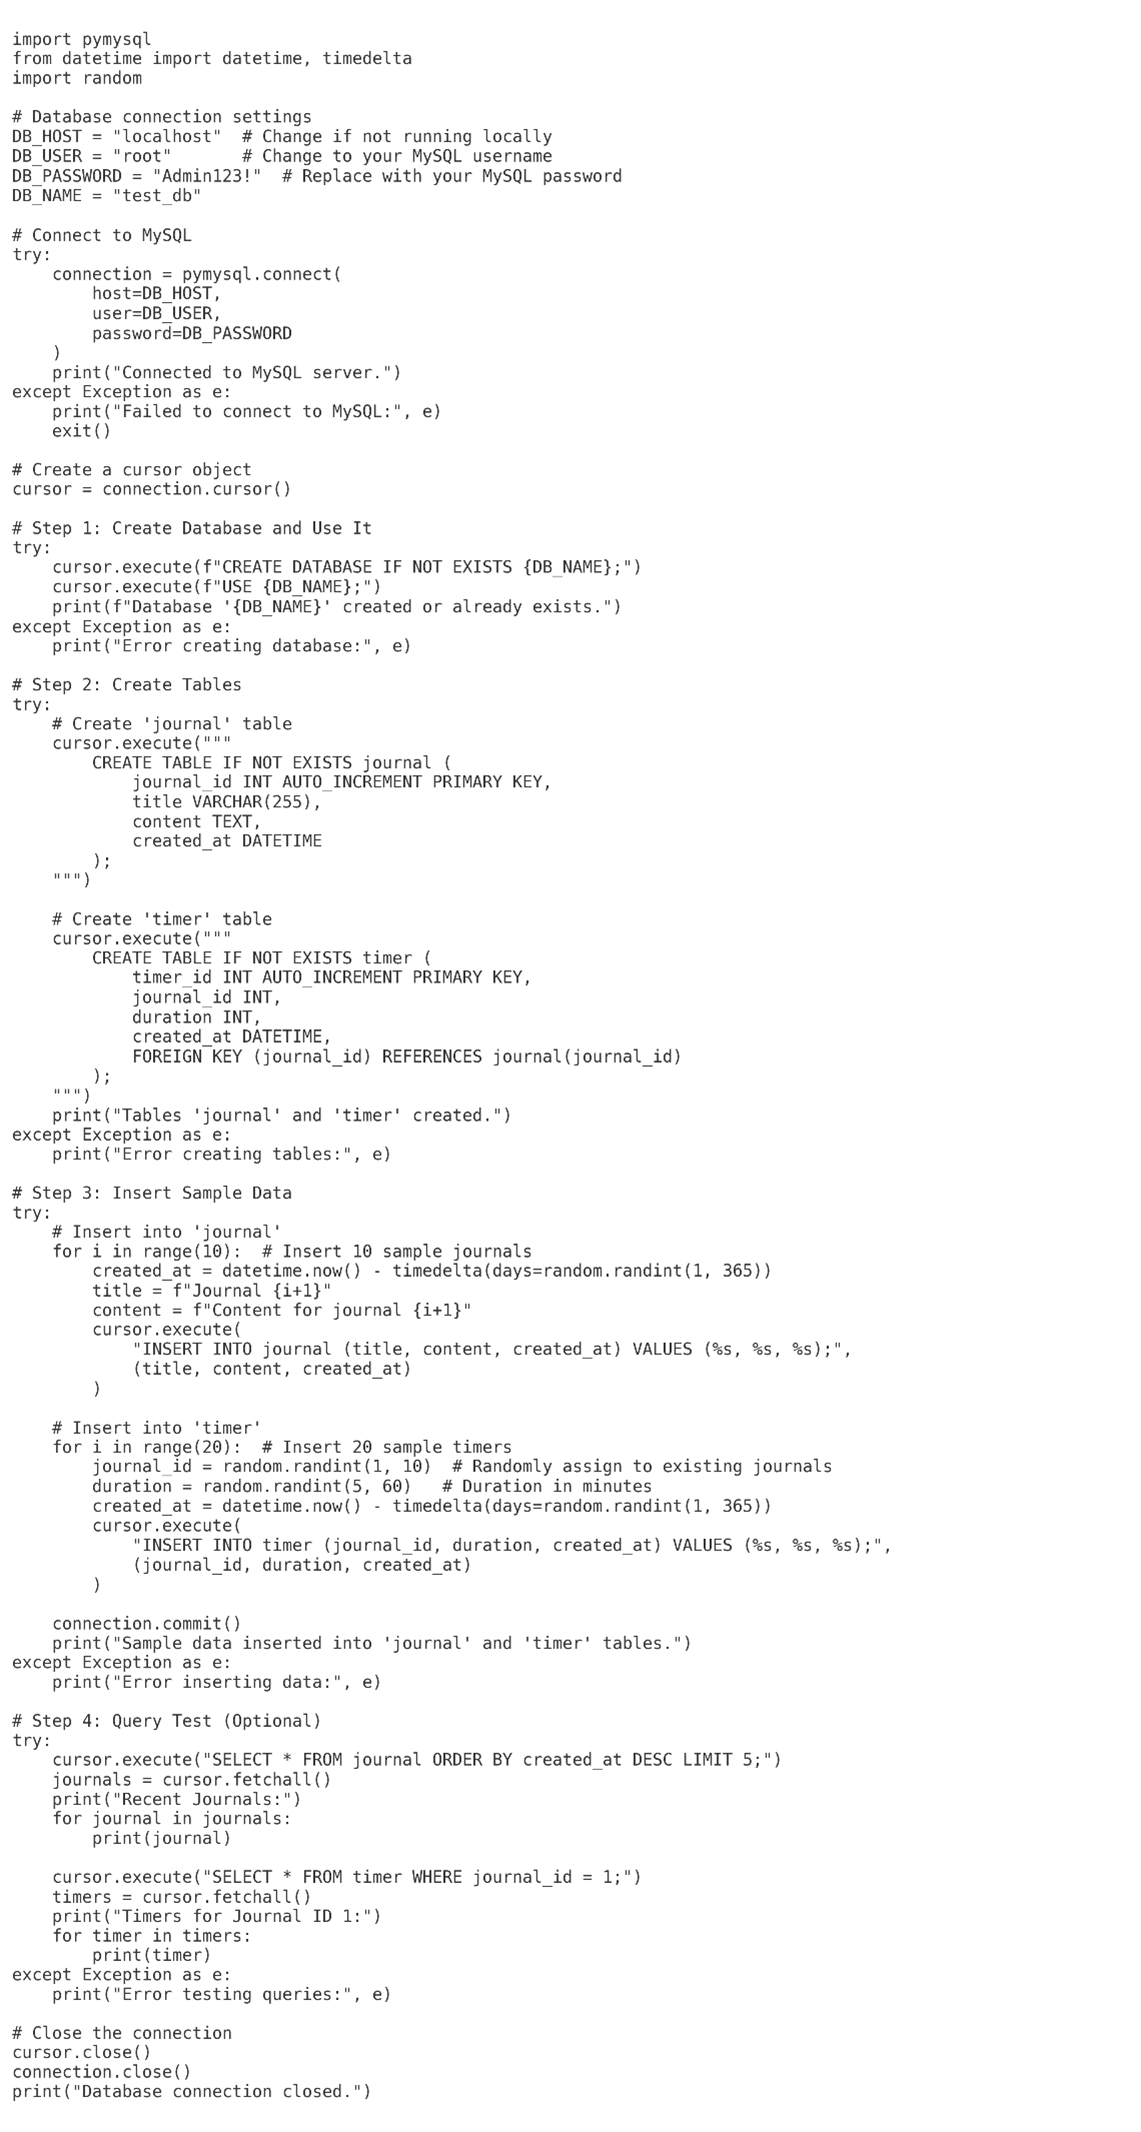 import pymysql
from datetime import datetime, timedelta
import random

# Database connection settings
DB_HOST = "localhost"  # Change if not running locally
DB_USER = "root"       # Change to your MySQL username
DB_PASSWORD = "Admin123!"  # Replace with your MySQL password
DB_NAME = "test_db"

# Connect to MySQL
try:
    connection = pymysql.connect(
        host=DB_HOST,
        user=DB_USER,
        password=DB_PASSWORD
    )
    print("Connected to MySQL server.")
except Exception as e:
    print("Failed to connect to MySQL:", e)
    exit()

# Create a cursor object
cursor = connection.cursor()

# Step 1: Create Database and Use It
try:
    cursor.execute(f"CREATE DATABASE IF NOT EXISTS {DB_NAME};")
    cursor.execute(f"USE {DB_NAME};")
    print(f"Database '{DB_NAME}' created or already exists.")
except Exception as e:
    print("Error creating database:", e)

# Step 2: Create Tables
try:
    # Create 'journal' table
    cursor.execute("""
        CREATE TABLE IF NOT EXISTS journal (
            journal_id INT AUTO_INCREMENT PRIMARY KEY,
            title VARCHAR(255),
            content TEXT,
            created_at DATETIME
        );
    """)

    # Create 'timer' table
    cursor.execute("""
        CREATE TABLE IF NOT EXISTS timer (
            timer_id INT AUTO_INCREMENT PRIMARY KEY,
            journal_id INT,
            duration INT,
            created_at DATETIME,
            FOREIGN KEY (journal_id) REFERENCES journal(journal_id)
        );
    """)
    print("Tables 'journal' and 'timer' created.")
except Exception as e:
    print("Error creating tables:", e)

# Step 3: Insert Sample Data
try:
    # Insert into 'journal'
    for i in range(10):  # Insert 10 sample journals
        created_at = datetime.now() - timedelta(days=random.randint(1, 365))
        title = f"Journal {i+1}"
        content = f"Content for journal {i+1}"
        cursor.execute(
            "INSERT INTO journal (title, content, created_at) VALUES (%s, %s, %s);",
            (title, content, created_at)
        )

    # Insert into 'timer'
    for i in range(20):  # Insert 20 sample timers
        journal_id = random.randint(1, 10)  # Randomly assign to existing journals
        duration = random.randint(5, 60)   # Duration in minutes
        created_at = datetime.now() - timedelta(days=random.randint(1, 365))
        cursor.execute(
            "INSERT INTO timer (journal_id, duration, created_at) VALUES (%s, %s, %s);",
            (journal_id, duration, created_at)
        )

    connection.commit()
    print("Sample data inserted into 'journal' and 'timer' tables.")
except Exception as e:
    print("Error inserting data:", e)

# Step 4: Query Test (Optional)
try:
    cursor.execute("SELECT * FROM journal ORDER BY created_at DESC LIMIT 5;")
    journals = cursor.fetchall()
    print("Recent Journals:")
    for journal in journals:
        print(journal)

    cursor.execute("SELECT * FROM timer WHERE journal_id = 1;")
    timers = cursor.fetchall()
    print("Timers for Journal ID 1:")
    for timer in timers:
        print(timer)
except Exception as e:
    print("Error testing queries:", e)

# Close the connection
cursor.close()
connection.close()
print("Database connection closed.")